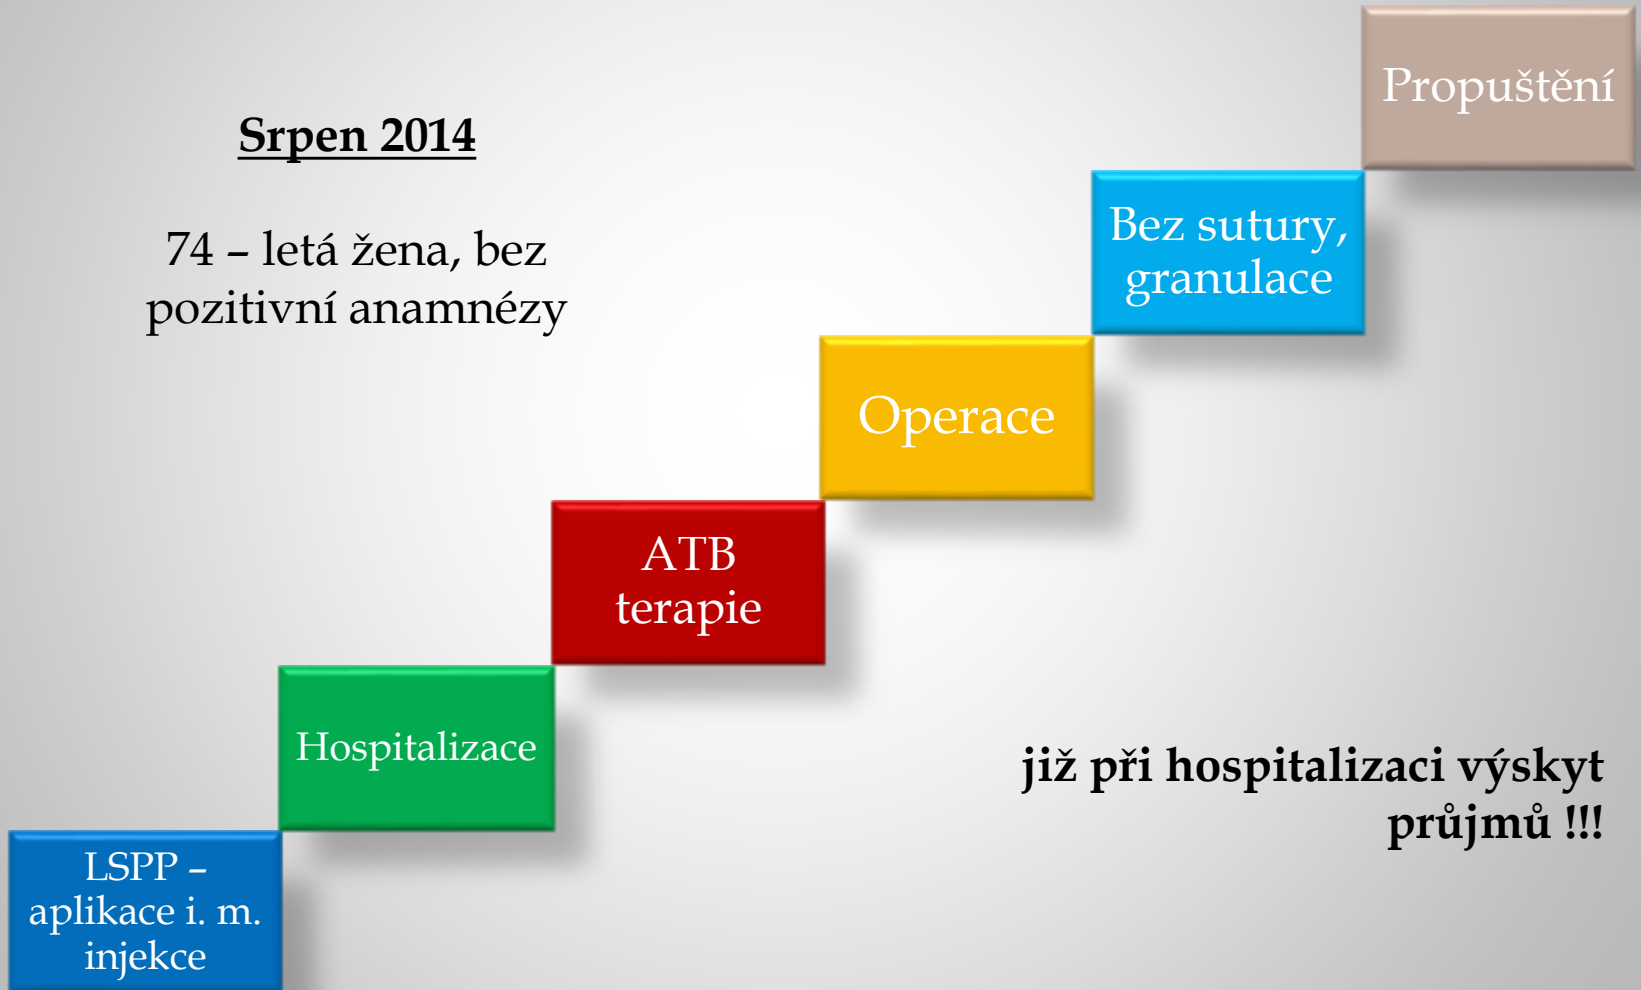 Srpen 2014
74 – letá žena, bez
pozitivní anamnézy
Propuštění
Bez sutury,
granulace
Operace
ATB
terapie
Hospitalizace
LSPP –
aplikace i. m.
injekce
již při hospitalizaci výskyt
průjmů !!!